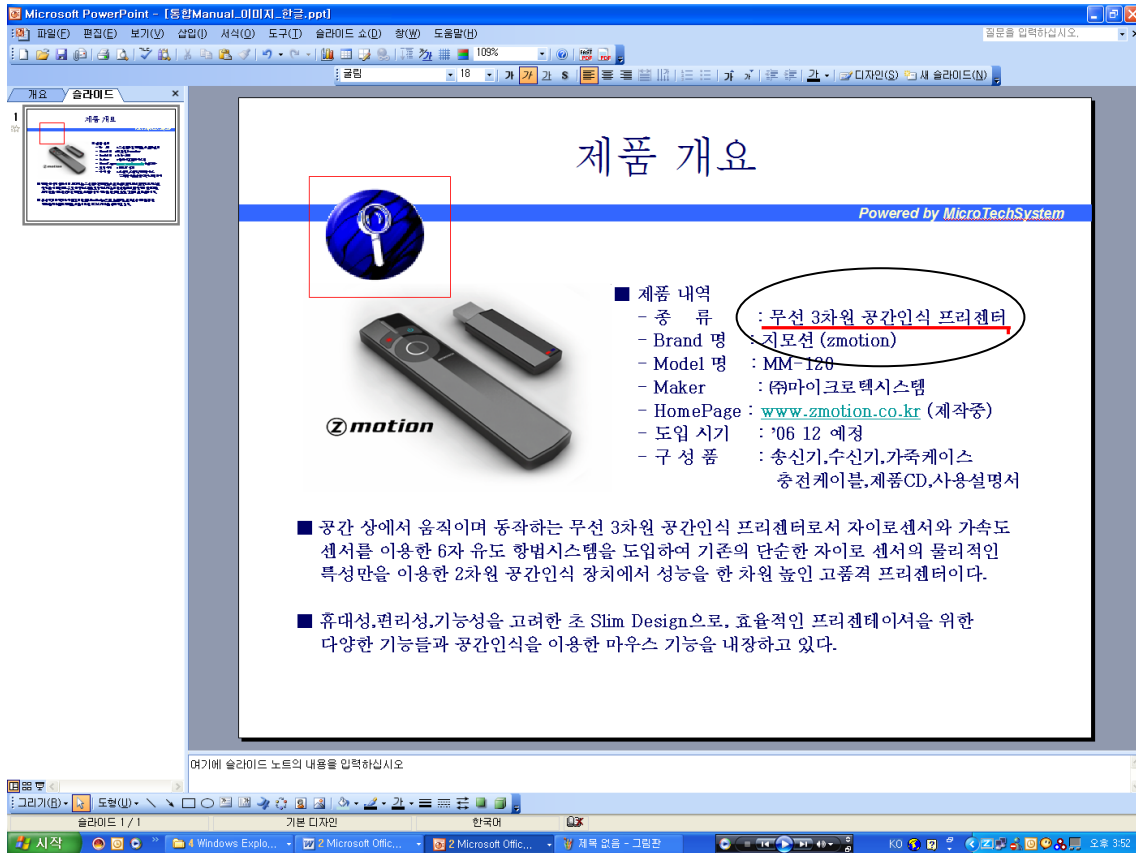 Microsoft PowerPoint - [통합Manual_이미지_한글.ppt]
파일(F) 편집(E) 보기(V) 삽입(I) 서식(O) 도구(T) 슬라이드 쇼(D) 창(W) 도움말(H)
질문을 입력하십시오.
109%
굴림 18 가 가 가 S 디자인(S) 새 슬라이드(N)
개요 슬라이드
1
제품 개요
제품 개요
Powered by MicroTechSystem
■ 제품 내역
- 종 류 : 무선 3차원 공간인식 프리젠터
- Brand 명 : 지모션 (zmotion)
- Model 명 : MM-120
- Maker : ㈜마이크로텍시스템
- HomePage : www.zmotion.co.kr (제작중)
- 도입 시기 : '06 12 예정
- 구 성 품 : 송신기,수신기,가죽케이스
충전케이블,제품CD,사용설명서
zmotion
■ 공간 상에서 움직이며 동작하는 무선 3차원 공간인식 프리젠터로서 자이로센서와 가속도
센서를 이용한 6자 유도 항법시스템을 도입하여 기존의 단순한 자이로 센서의 물리적인
특성만을 이용한 2차원 공간인식 장치에서 성능을 한 차원 높인 고품격 프리젠터이다.
■ 휴대성,편리성,기능성을 고려한 초 Slim Design으로, 효율적인 프리젠테이셔을 위한
다양한 기능들과 공간인식을 이용한 마우스 기능을 내장하고 있다.
여기에 슬라이드 노트의 내용을 입력하십시오
그리기(R) 도형(U)
슬라이드 1 / 1 기본 디자인 한국어
시작 4 Windows Explo... 2 Microsoft Offic... 2 Microsoft Offic... 제목 없음 - 그림판 KO 오후 3:52